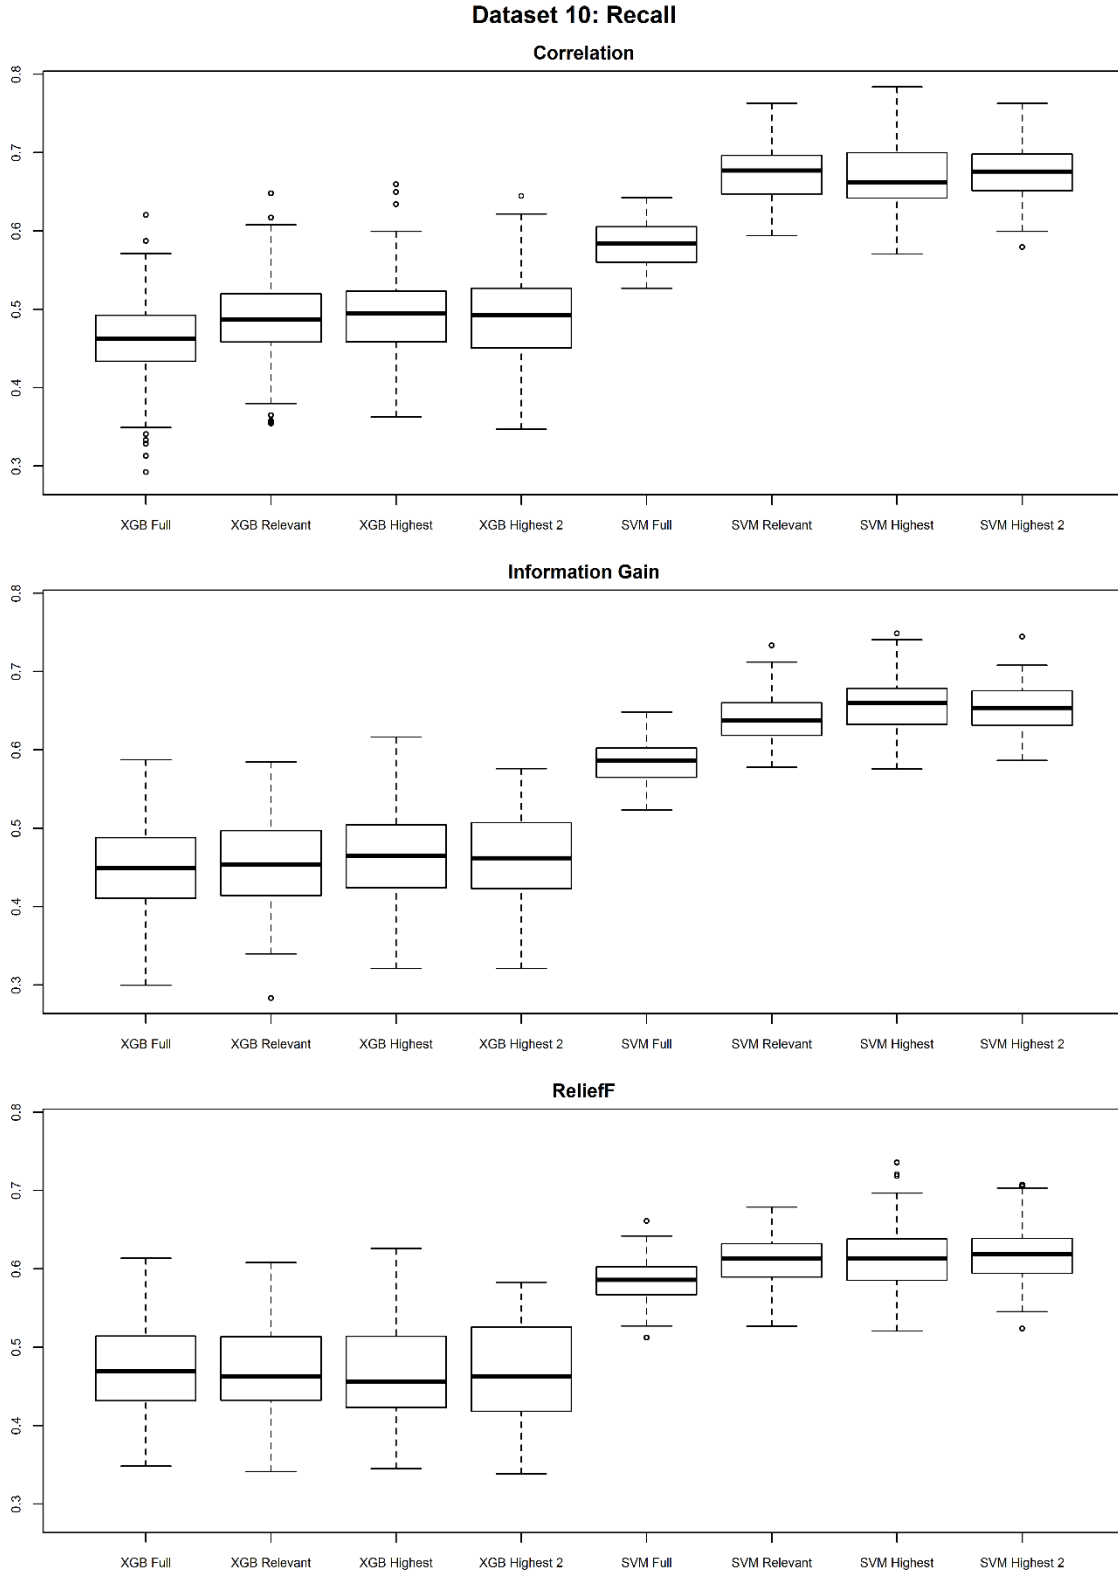 Dataset 10: Recall
Correlation
0.8
0.7
0.6
0.5
0.4
0.3
XGB Full XGB Relevant XGB Highest XGB Highest 2 SVM Full SVM Relevant SVM Highest SVM Highest 2
Information Gain
0.8
0.7
0.6
0.5
0.4
0.3
XGB Full XGB Relevant XGB Highest XGB Highest 2 SVM Full SVM Relevant SVM Highest SVM Highest 2
ReliefF
0.8
0.7
0.6
0.5
0.4
0.3
XGB Full XGB Relevant XGB Highest XGB Highest 2 SVM Full SVM Relevant SVM Highest SVM Highest 2